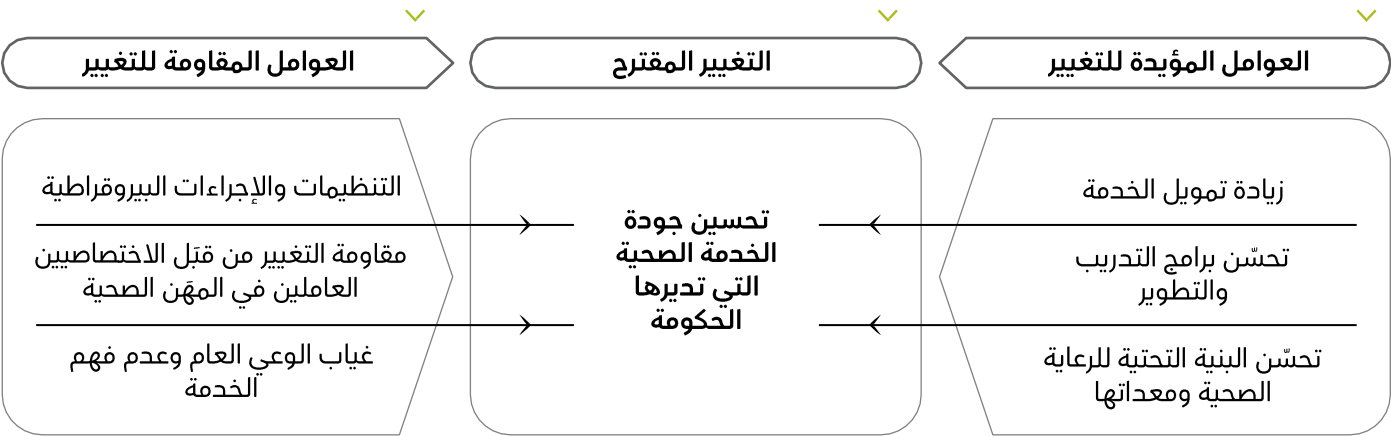 العوامل المؤيدة للتغيير
التغيير المقترح
العوامل المقاومة للتغيير
زيادة تمويل الخدمة
تحسّن برامج التدريب
والتطوير
تحسّن البنية التحتية للرعاية
الصحية ومعداتها
تحسين جودة
الخدمة الصحية
التي تديرها
الحكومة
التنظيمات والإجراءات البيروقراطية
مقاومة التغيير من قبَل الاختصاصيين
العاملين في المهَن الصحية
غياب الوعي العام وعدم فهم
الخدمة